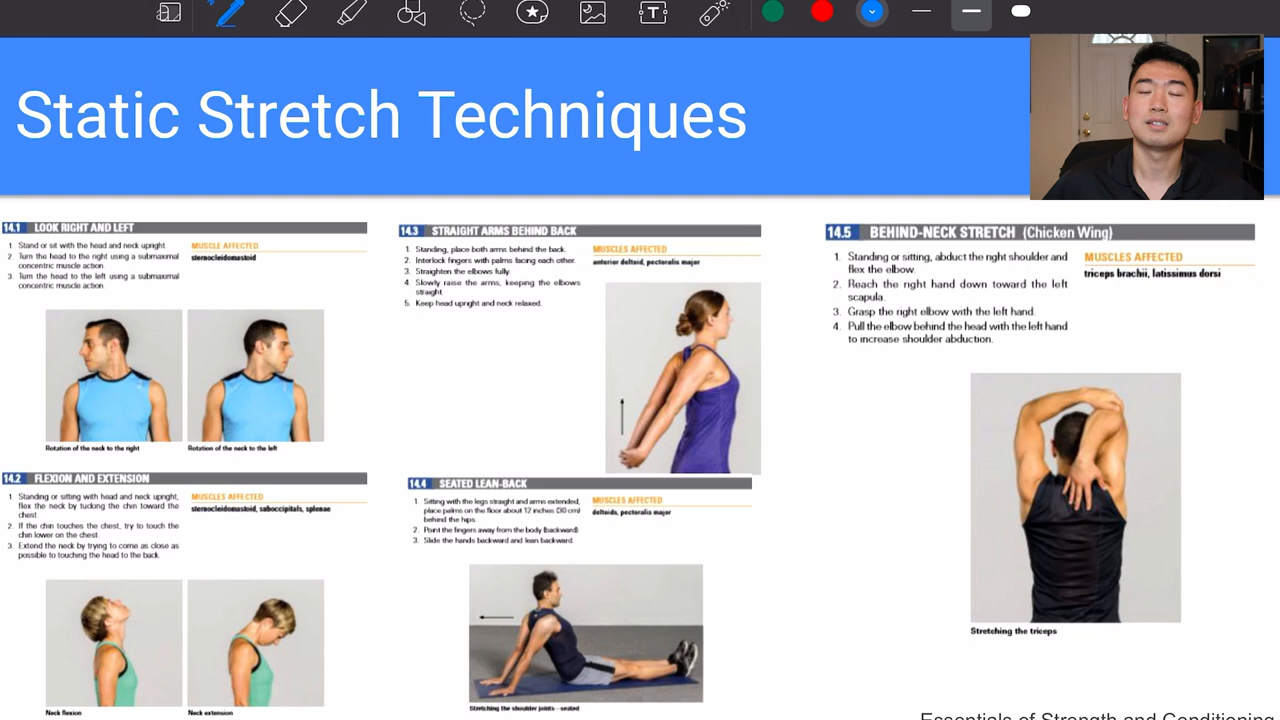 Static Stretch Techniques
14.1 LOOK RIGHT AND LEFT
1 Stand or sit with the head and neck upright
2 Turn the head to the right using a submaximal
concentric muscle action.
3 Turn the head to the left using a submaximal
concentric muscle action.
MUSCLE AFFECTED
sternocleidomastoid
Rotation of the neck to the right
Rotation of the neck to the left
14.2 FLEXION AND EXTENSION
1 Standing or sitting with head and neck upright,
flex the neck by tucking the chin toward the
chest.
2 If the chin touches the chest, try to touch the
chin lower on the chest.
3 Extend the neck by trying to come as close as
possible to touching the head to the back.
MUSCLES AFFECTED
sternocleidomastoid, suboccipitals, splenae
Neck flexion
Neck extension
14.3 STRAIGHT ARMS BEHIND BACK
1. Standing, place both arms behind the back.
2. Interlock fingers with palms facing each other.
3. Straighten the elbows fully.
4. Slowly raise the arms, keeping the elbows
straight.
5. Keep head upright and neck relaxed.
MUSCLES AFFECTED
anterior deltoid, pectoralis major
14.4 SEATED LEAN-BACK
1. Sitting with the legs straight and arms extended,
place palms on the floor about 12 inches (30 cm)
behind the hips.
2. Point the fingers away from the body (backward)
3. Slide the hands backward and lean backward.
MUSCLES AFFECTED
deltoids, pectoralis major
Stretching the shoulder joints—seated
14.5 BEHIND-NECK STRETCH (Chicken Wing)
1. Standing or sitting, abduct the right shoulder and
flex the elbow.
2. Reach the right hand down toward the left
scapula.
3. Grasp the right elbow with the left hand.
4. Pull the elbow behind the head with the left hand
to increase shoulder abduction.
MUSCLES AFFECTED
triceps brachii, latissimus dorsi
Stretching the triceps
Essentials of Strength and Conditioning